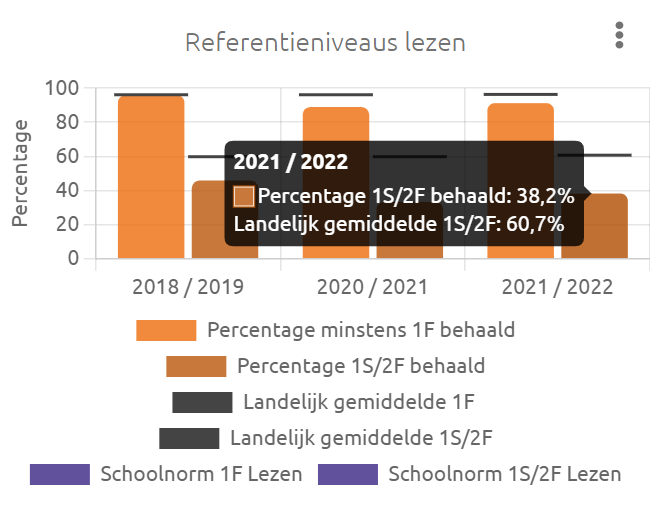 Referentieniveaus lezen
Percentage
100
80
60
40
20
0
2021 / 2022
Percentage 1S/2F behaald: 38,2%
Landelijk gemiddelde 1S/2F: 60,7%
2018 / 2019
2020 / 2021
2021 / 2022
Percentage minstens 1F behaald
Percentage 1S/2F behaald
Landelijk gemiddelde 1F
Landelijk gemiddelde 1S/2F
Schoolnorm 1F Lezen
Schoolnorm 1S/2F Lezen